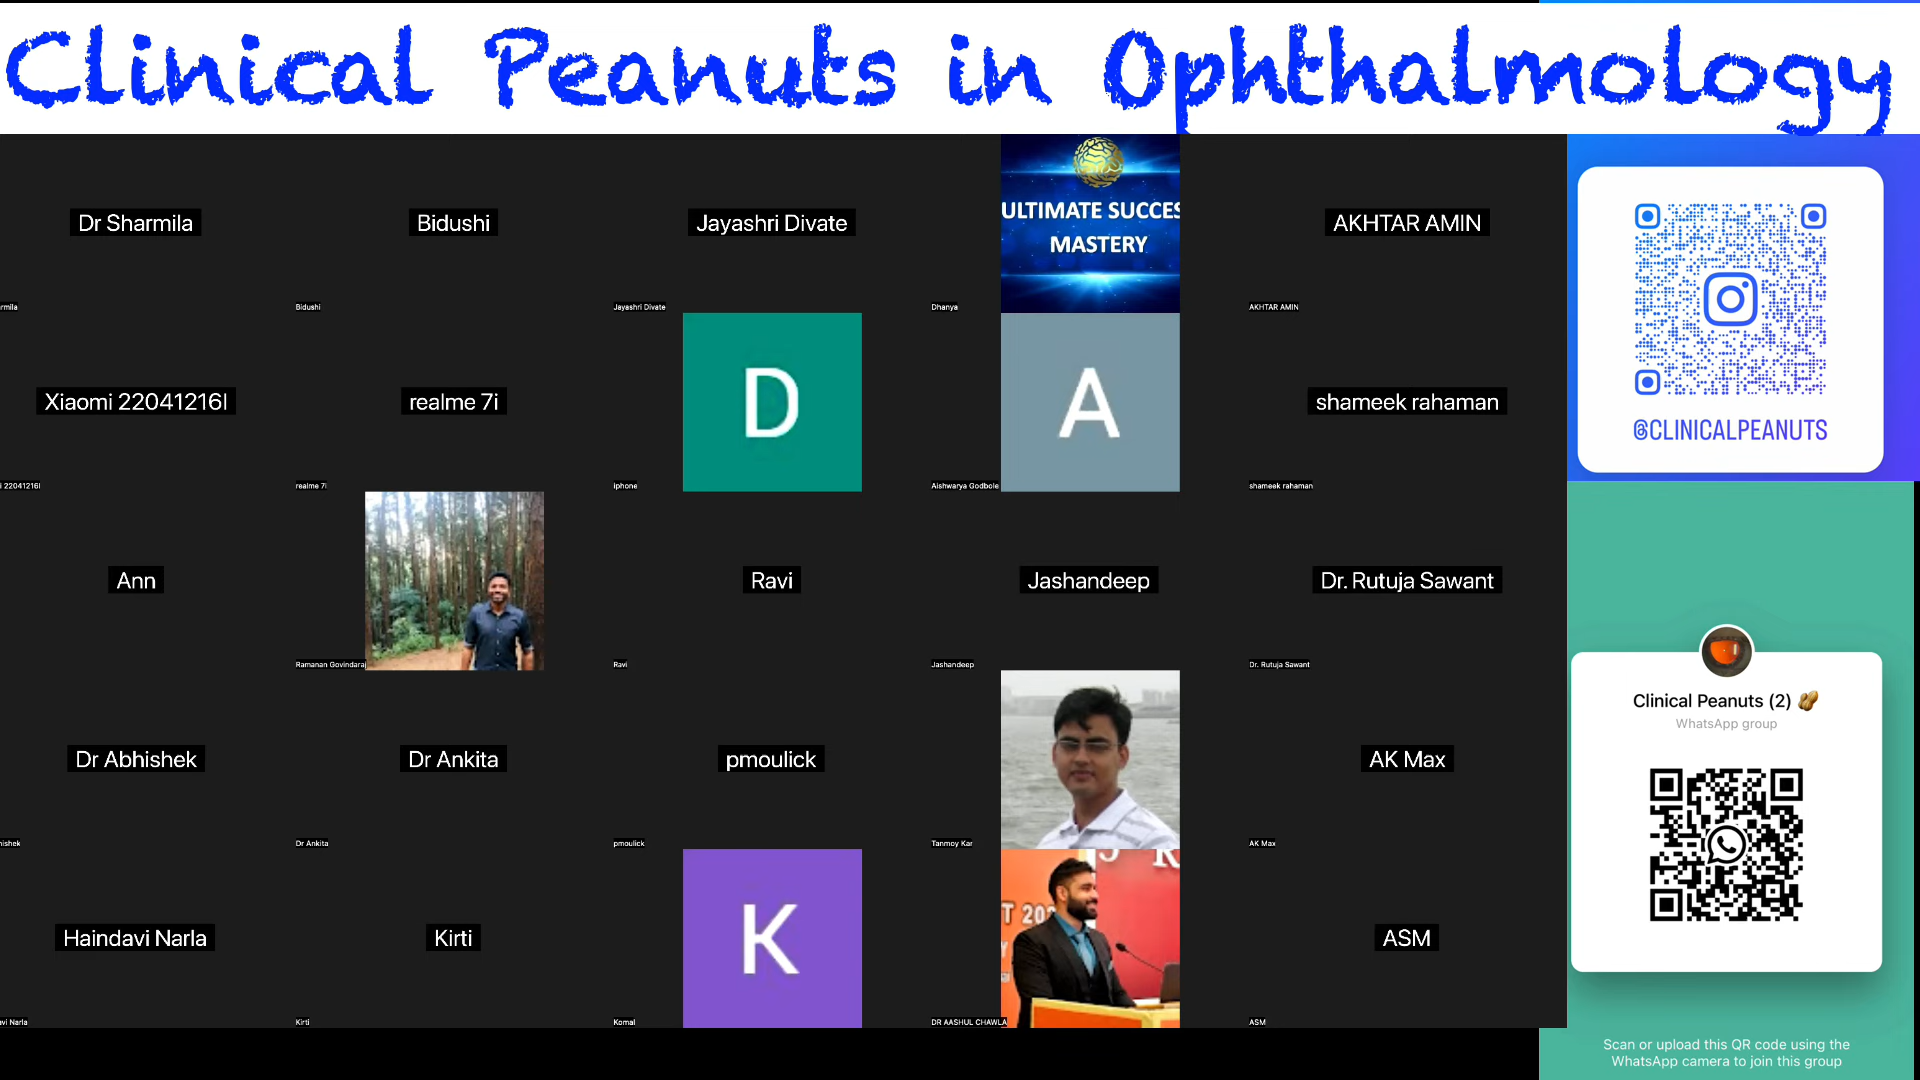 Clinical Peanuts in Ophthalmology
Dr Sharmila
Bidushi
Jayashri Divate
ULTIMATE SUCCES
MASTERY
AKHTAR AMIN
rmila
Bidushi
Jayashri Divate
Dhanya
AKHTAR AMIN
Xiaomi 22041216I
realme 7i
D
A
shameek rahaman
i 22041216I
realme 7i
iphone
Aishwarya Godbole
shameek rahaman
Ann
Ravi
Jashandeep
Dr. Rutuja Sawant
Ramanan Govindaraj
Ravi
Jashandeep
Dr. Rutuja Sawant
Dr Abhishek
Dr Ankita
pmoulick
AK Max
hishek
Dr Ankita
pmoulick
Tanmoy Kar
AK Max
Haindavi Narla
Kirti
K
T 202
ASM
avi Narla
Kirti
Komal
DR AASHUL CHAWLA
ASM
@CLINICALPEANUTS
Clinical Peanuts (2) 🥜
WhatsApp group
Scan or upload this QR code using the
WhatsApp camera to join this group